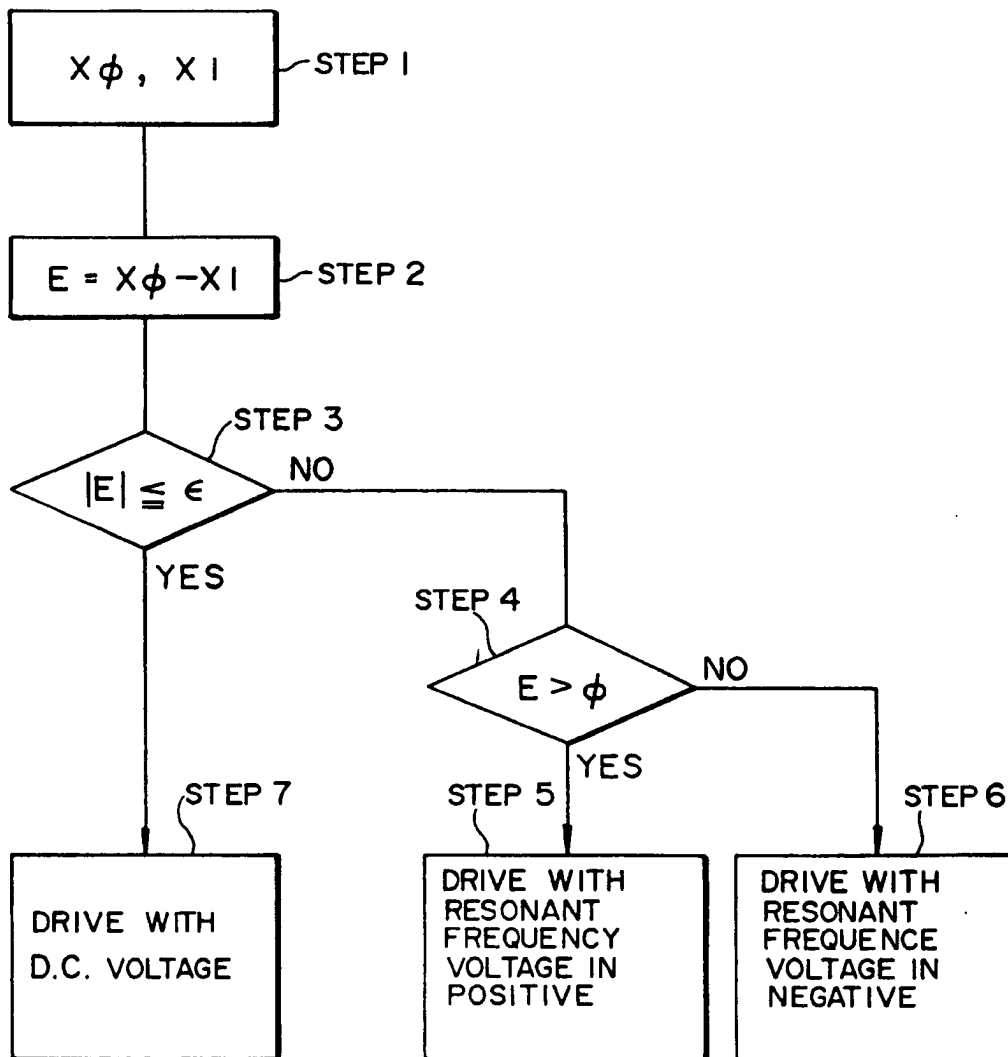 Xϕ, X1
STEP 1
E = Xϕ-X1
STEP 2
STEP 3
|E| ≦ ϵ
NO
YES
STEP 4
E > ϕ
NO
YES
STEP 7
STEP 5
STEP 6
DRIVE WITH
D.C. VOLTAGE
DRIVE WITH
RESONANT
FREQUENCY
VOLTAGE IN
POSITIVE
DRIVE WITH
RESONANT
FREQUENCE
VOLTAGE IN
NEGATIVE